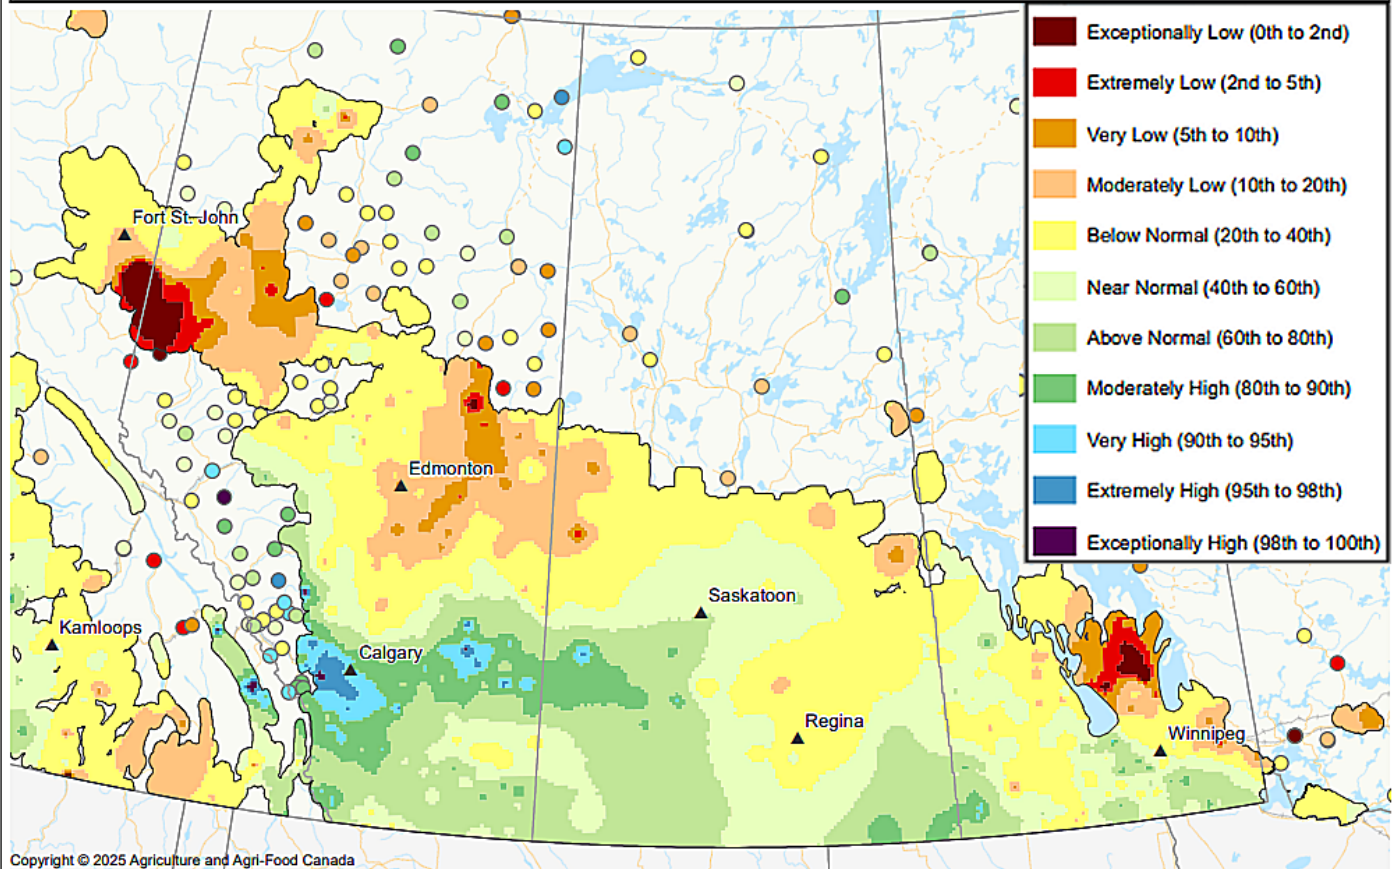 Exceptionally Low (0th to 2nd)
Extremely Low (2nd to 5th)
Very Low (5th to 10th)
Moderately Low (10th to 20th)
Below Normal (20th to 40th)
Near Normal (40th to 60th)
Above Normal (60th to 80th)
Moderately High (80th to 90th)
Very High (90th to 95th)
Extremely High (95th to 98th)
Exceptionally High (98th to 100th)
Fort St. John
Edmonton
Saskatoon
Kamloops
Calgary
Regina
Winnipeg
Copyright © 2025 Agriculture and Agri-Food Canada